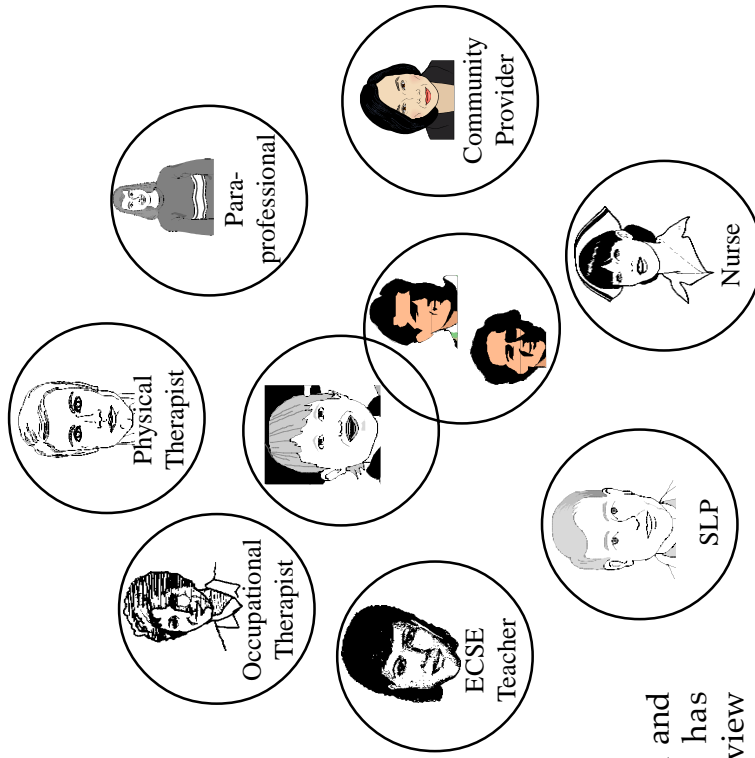 Physical
Therapist
Para-
professional
Occupational
Therapist
Community
Provider
ECSE
Teacher
SLP
Nurse
and
has
view